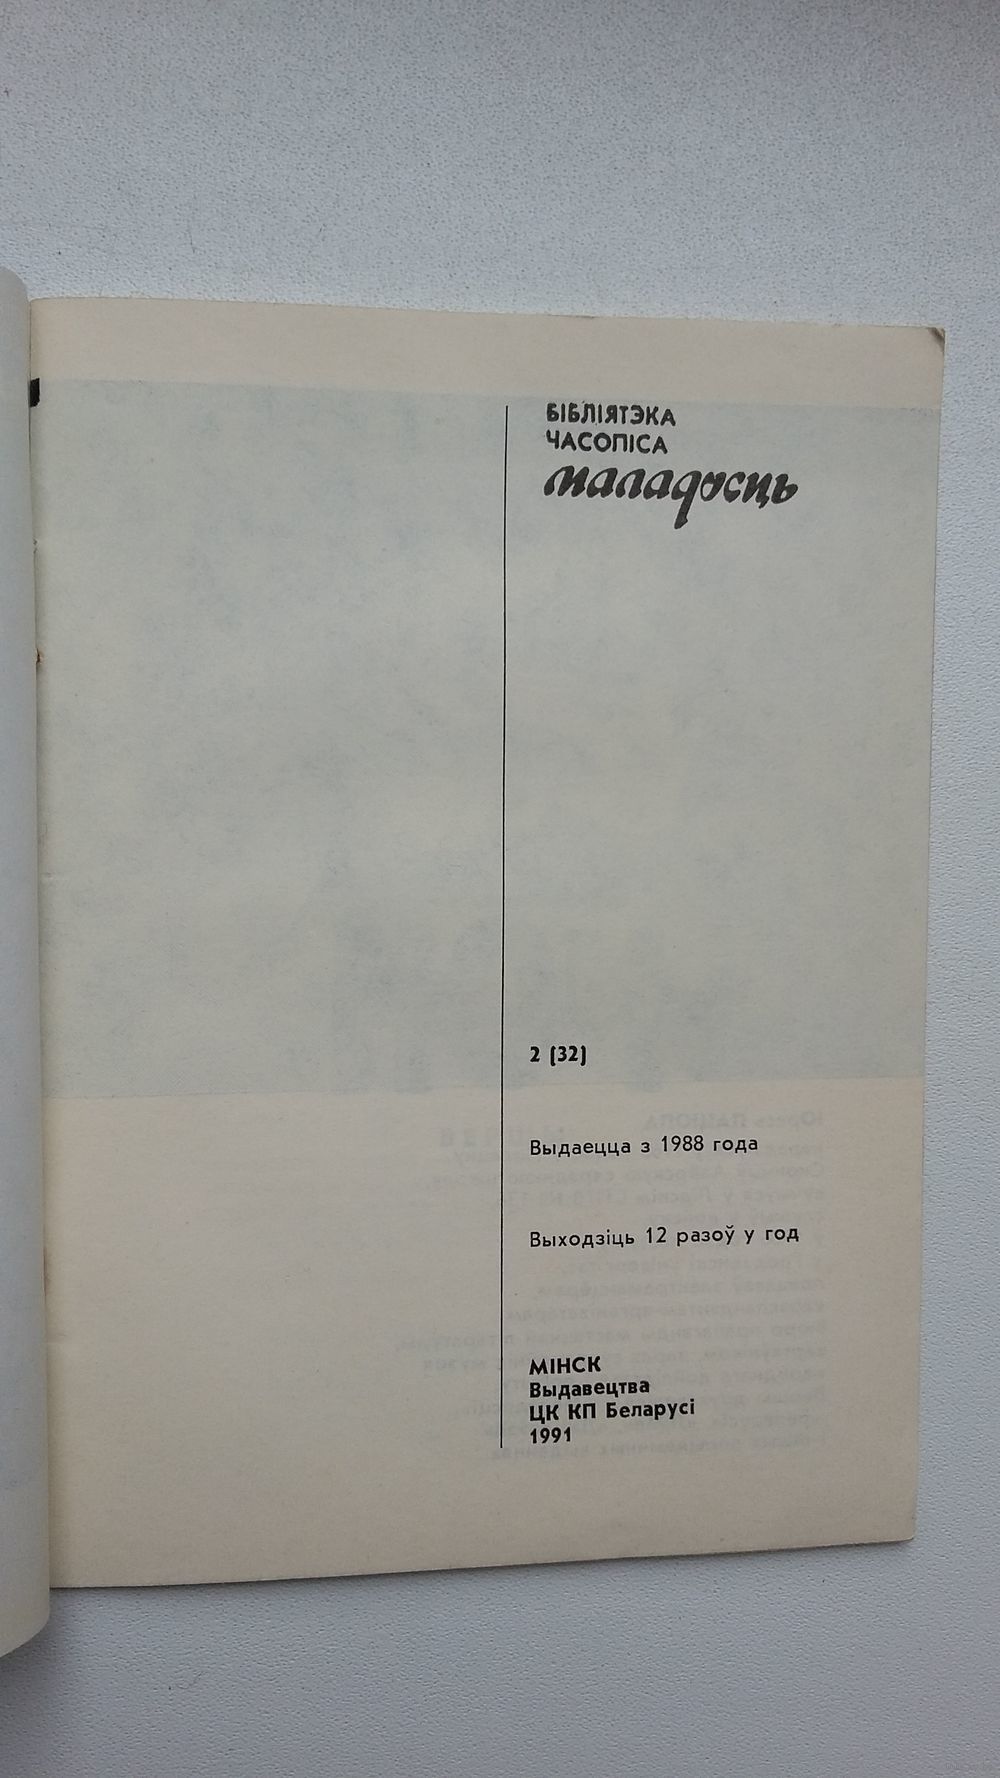 БІБЛІЯТЭКА
ЧАСОПІСА
маладосць
2 (32)
Выдаецца з 1988 года
Выходзіць 12 разоў у год
МІНСК
Выдавецтва
ЦК КП Беларусі
1991